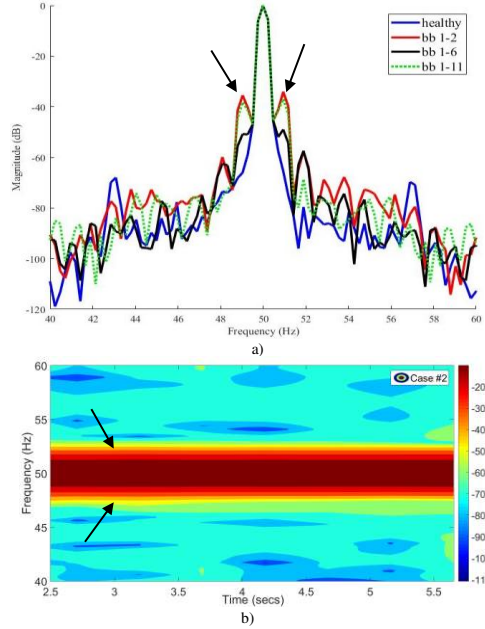 0
-20
-40
-60
-80
-100
-120
Magnitude (dB)
healthy
bb 1-2
bb 1-6
bb 1-11
40 42 44 46 48 50 52 54 56 58 60
Frequency (Hz)
a)
60
55
50
45
40
Frequency (Hz)
Case #2
-10
-20
-30
-40
-50
-60
-70
-80
-90
-100
-110
2.5 3 3.5 4 4.5 5 5.5
Time (secs)
b)